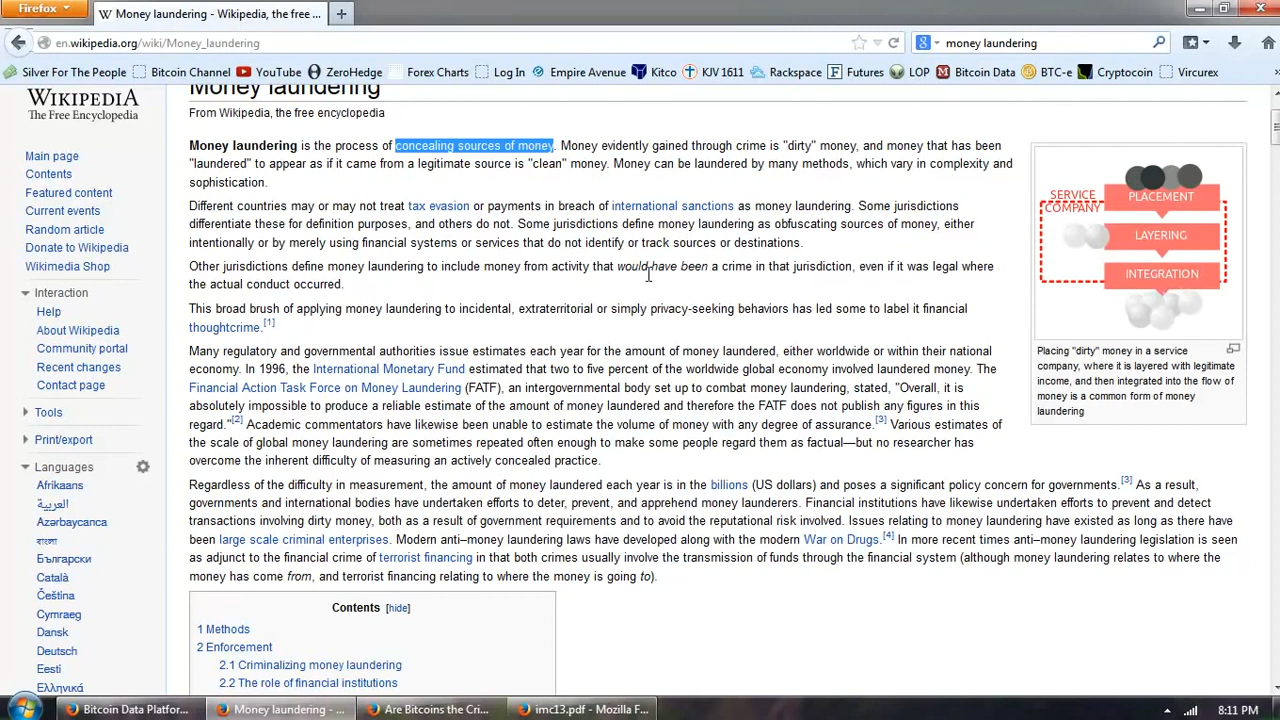 Firefox
W Money laundering - Wikipedia, the free ...
en.wikipedia.org/wiki/Money_laundering
money laundering
Silver For The People
Bitcoin Channel
YouTube
ZeroHedge
Forex Charts
Log In
Empire Avenue
Kitco
KJV 1611
Rackspace
Futures
LOP
Bitcoin Data
BTC-e
Cryptocoin
Vircurex
WIKIPEDIA
The Free Encyclopedia
Main page
Contents
Featured content
Current events
Random article
Donate to Wikipedia
Wikimedia Shop
Interaction
Help
About Wikipedia
Community portal
Recent changes
Contact page
Tools
Print/export
Languages
Afrikaans
العربية
Azərbaycanca
বাংলা
Български
Català
Čeština
Cymraeg
Dansk
Deutsch
Eesti
Ελληνικά
Money laundering
From Wikipedia, the free encyclopedia
Money laundering is the process of concealing sources of money. Money evidently gained through crime is "dirty" money, and money that has been
"laundered" to appear as if it came from a legitimate source is "clean" money. Money can be laundered by many methods, which vary in complexity and
sophistication.
Different countries may or may not treat tax evasion or payments in breach of international sanctions as money laundering. Some jurisdictions
differentiate these for definition purposes, and others do not. Some jurisdictions define money laundering as obfuscating sources of money, either
intentionally or by merely using financial systems or services that do not identify or track sources or destinations.
Other jurisdictions define money laundering to include money from activity that would have been a crime in that jurisdiction, even if it was legal where
the actual conduct occurred.
This broad brush of applying money laundering to incidental, extraterritorial or simply privacy-seeking behaviors has led some to label it financial
thoughtcrime.[1]
Many regulatory and governmental authorities issue estimates each year for the amount of money laundered, either worldwide or within their national
economy. In 1996, the International Monetary Fund estimated that two to five percent of the worldwide global economy involved laundered money. The
Financial Action Task Force on Money Laundering (FATF), an intergovernmental body set up to combat money laundering, stated, "Overall, it is
absolutely impossible to produce a reliable estimate of the amount of money laundered and therefore the FATF does not publish any figures in this
regard."[2] Academic commentators have likewise been unable to estimate the volume of money with any degree of assurance.[3] Various estimates of
the scale of global money laundering are sometimes repeated often enough to make some people regard them as factual—but no researcher has
overcome the inherent difficulty of measuring an actively concealed practice.
Regardless of the difficulty in measurement, the amount of money laundered each year is in the billions (US dollars) and poses a significant policy concern for governments.[3] As a result,
governments and international bodies have undertaken efforts to deter, prevent, and apprehend money launderers. Financial institutions have likewise undertaken efforts to prevent and detect
transactions involving dirty money, both as a result of government requirements and to avoid the reputational risk involved. Issues relating to money laundering have existed as long as there have
been large scale criminal enterprises. Modern anti–money laundering laws have developed along with the modern War on Drugs.[4] In more recent times anti–money laundering legislation is seen
as adjunct to the financial crime of terrorist financing in that both crimes usually involve the transmission of funds through the financial system (although money laundering relates to where the
money has come from, and terrorist financing relating to where the money is going to).
SERVICE
COMPANY
PLACEMENT
LAYERING
INTEGRATION
Placing "dirty" money in a service
company, where it is layered with legitimate
income, and then integrated into the flow of
money is a common form of money
laundering
Contents [hide]
1 Methods
2 Enforcement
2.1 Criminalizing money laundering
2.2 The role of financial institutions
Bitcoin Data Platfor...
Money laundering - ...
Are Bitcoins the Cri...
imc13.pdf - Mozilla F...
8:11 PM